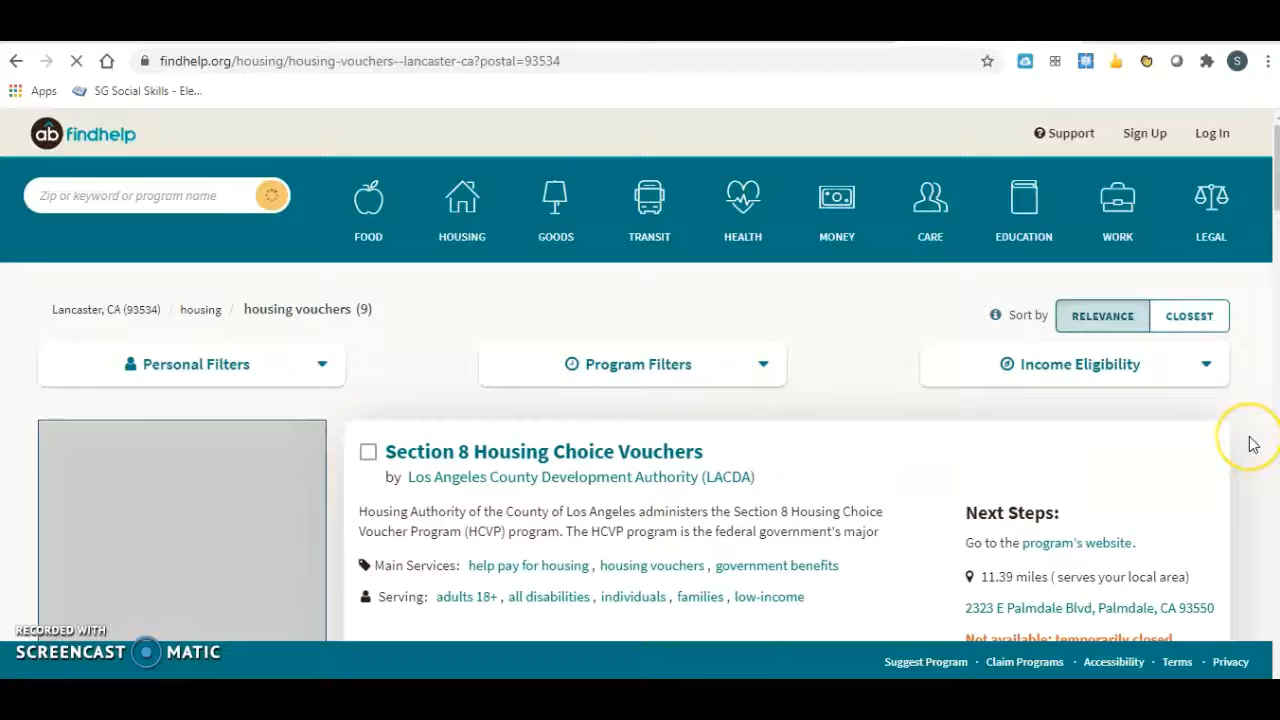 findhelp.org/housing/housing-vouchers--lancaster-ca?postal=93534
S
Apps SG Social Skills - Ele...
ab findhelp
Support Sign Up Log In
Zip or keyword or program name
FOOD HOUSING GOODS TRANSIT HEALTH MONEY CARE EDUCATION WORK LEGAL
Lancaster, CA (93534) / housing / housing vouchers (9)
Sort by RELEVANCE CLOSEST
Personal Filters Program Filters Income Eligibility
Section 8 Housing Choice Vouchers
by Los Angeles County Development Authority (LACDA)
Housing Authority of the County of Los Angeles administers the Section 8 Housing Choice
Voucher Program (HCVP) program. The HCVP program is the federal government's major
Main Services: help pay for housing , housing vouchers , government benefits
Serving: adults 18+ , all disabilities , individuals , families , low-income
Next Steps:
Go to the program's website.
11.39 miles ( serves your local area)
2323 E Palmdale Blvd, Palmdale, CA 93550
Not available: temporarily closed
RECORDED WITH
SCREENCAST MATIC
Suggest Program · Claim Programs · Accessibility · Terms · Privacy